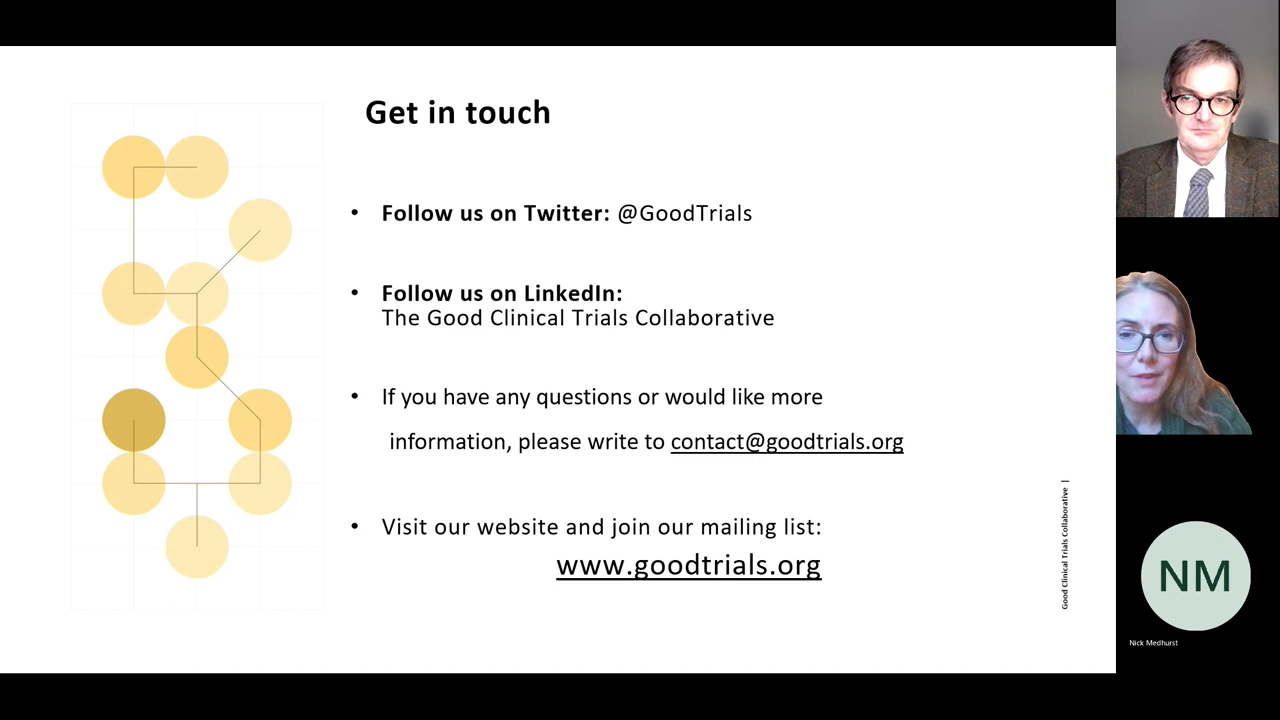 Get in touch
• Follow us on Twitter: @GoodTrials
• Follow us on LinkedIn:
The Good Clinical Trials Collaborative
• If you have any questions or would like more
information, please write to contact@goodtrials.org
• Visit our website and join our mailing list:
www.goodtrials.org
Good Clinical Trials Collaborative |
NM
Nick Medhurst